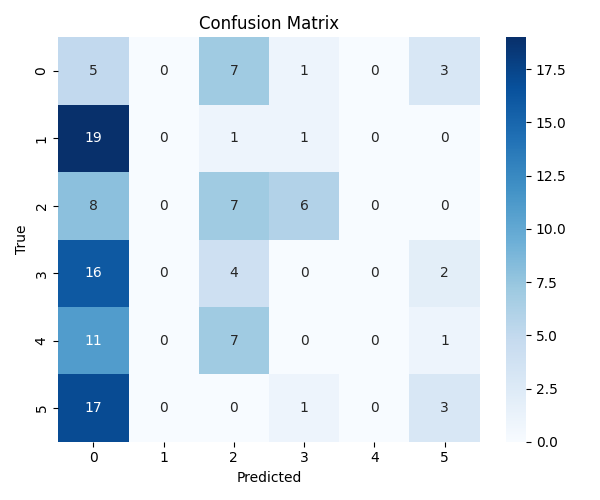 Confusion Matrix
0 5 0 7 1 0 3
1 19 0 1 1 0 0
2 8 0 7 6 0 0
3 16 0 4 0 0 2
4 11 0 7 0 0 1
5 17 0 0 1 0 3
0 1 2 3 4 5
True
Predicted
17.5
15.0
12.5
10.0
7.5
5.0
2.5
0.0